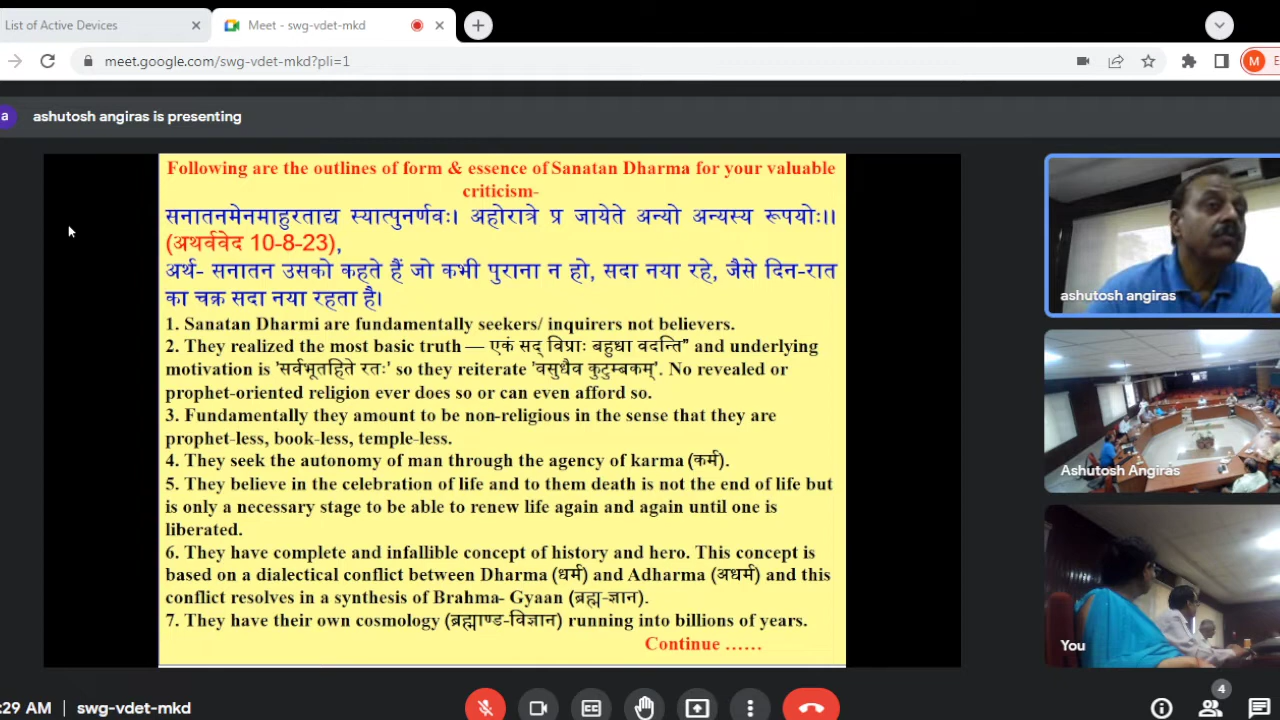 List of Active Devices
Meet - swg-vdet-mkd
meet.google.com/swg-vdet-mkd?pli=1
M
E
a
ashutosh angiras is presenting
Following are the outlines of form & essence of Sanatan Dharma for your valuable
criticism-
सनातनमेनमाहुरताद्य स्यात्पुनर्णवः। अहोरात्रे प्र जायेते अन्यो अन्यस्य रूपयोः।।
(अथर्ववेद 10-8-23),
अर्थ- सनातन उसको कहते हैं जो कभी पुराना न हो, सदा नया रहे, जैसे दिन-रात
का चक्र सदा नया रहता है।
1. Sanatan Dharmi are fundamentally seekers/ inquirers not believers.
2. They realized the most basic truth — एकं सद् विप्राः बहुधा वदन्ति” and underlying
motivation is 'सर्वभूतहिते रतः' so they reiterate 'वसुधैव कुटुम्बकम्'. No revealed or
prophet-oriented religion ever does so or can even afford so.
3. Fundamentally they amount to be non-religious in the sense that they are
prophet-less, book-less, temple-less.
4. They seek the autonomy of man through the agency of karma (कर्म).
5. They believe in the celebration of life and to them death is not the end of life but
is only a necessary stage to be able to renew life again and again until one is
liberated.
6. They have complete and infallible concept of history and hero. This concept is
based on a dialectical conflict between Dharma (धर्म) and Adharma (अधर्म) and this
conflict resolves in a synthesis of Brahma- Gyaan (ब्रह्म-ज्ञान).
7. They have their own cosmology (ब्रह्माण्ड-विज्ञान) running into billions of years.
Continue ……
ashutosh angiras
Ashutosh Angiras
You
:29 AM | swg-vdet-mkd
4